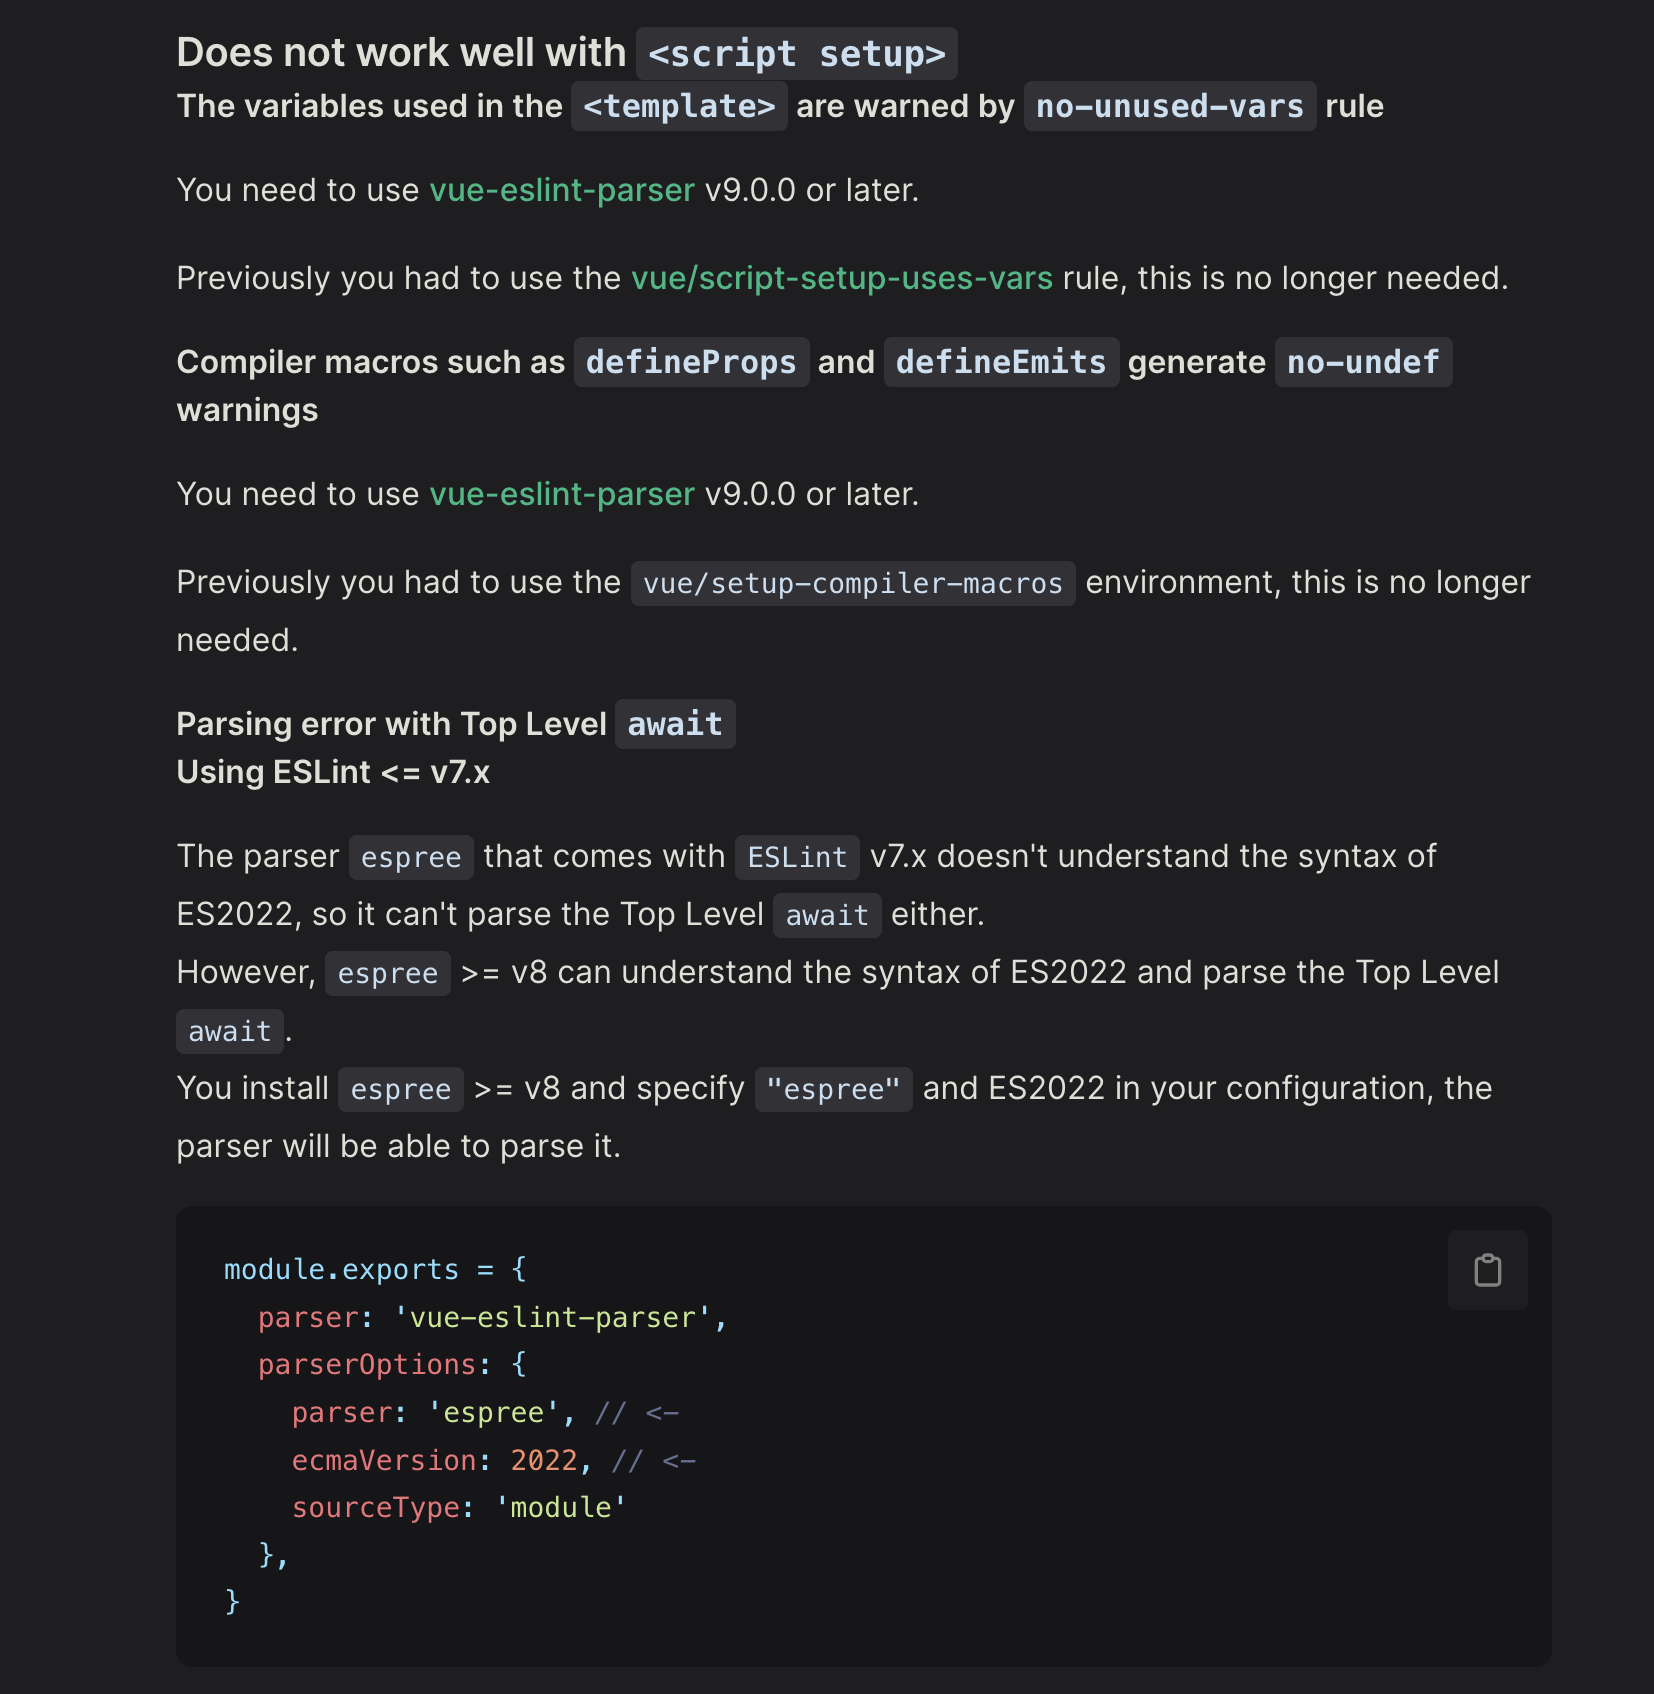 Does not work well with <script setup>
The variables used in the <template> are warned by no-unused-vars rule
You need to use vue-eslint-parser v9.0.0 or later.
Previously you had to use the vue/script-setup-uses-vars rule, this is no longer needed.
Compiler macros such as defineProps and defineEmits generate no-undef
warnings
You need to use vue-eslint-parser v9.0.0 or later.
Previously you had to use the vue/setup-compiler-macros environment, this is no longer
needed.
Parsing error with Top Level await
Using ESLint <= v7.x
The parser espree that comes with ESLint v7.x doesn't understand the syntax of
ES2022, so it can't parse the Top Level await either.
However, espree >= v8 can understand the syntax of ES2022 and parse the Top Level
await.
You install espree >= v8 and specify "espree" and ES2022 in your configuration, the
parser will be able to parse it.
module.exports = {
  parser: 'vue-eslint-parser',
  parserOptions: {
    parser: 'espree', // <-
    ecmaVersion: 2022, // <-
    sourceType: 'module'
  },
}